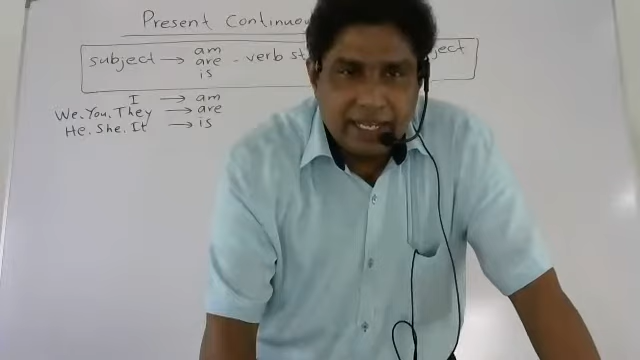 Present Continuou
subject → am - verb st ject
are
is
I → am
We. You. They → are
He. She. It → is